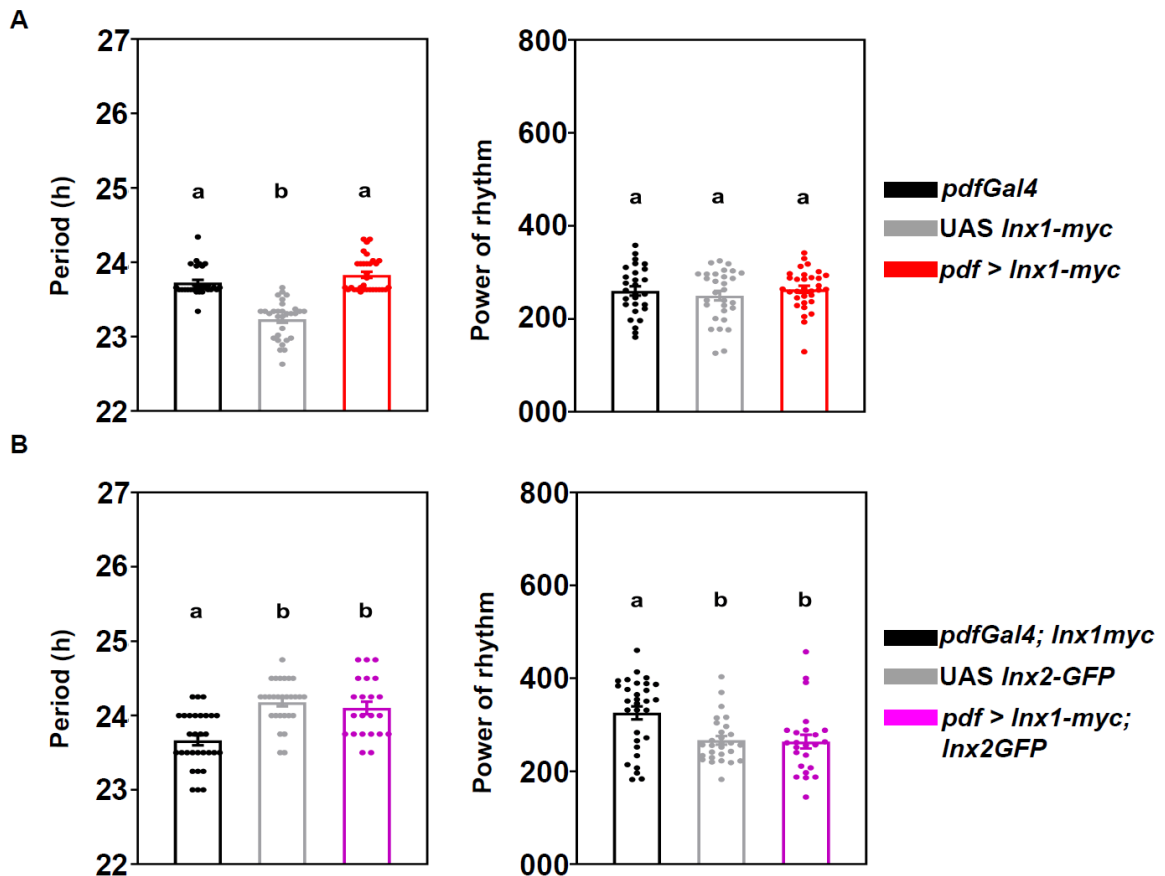 A
Period (h)
27
26
25
24
23
22
a b a
Power of rhythm
800
600
400
200
000
a a a
pdfGal4
UAS Inx1-myc
pdf > Inx1-myc
B
Period (h)
27
26
25
24
23
22
a b b
Power of rhythm
800
600
400
200
000
a b b
pdfGal4; Inx1myc
UAS Inx2-GFP
pdf > Inx1-myc;
Inx2GFP